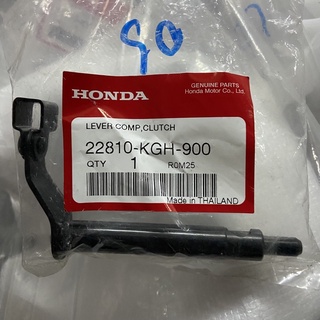 90
HONDA
GENUINE PARTS
Honda Motor Co., Ltd.
LEVER COMP,CLUTCH
22810-KGH-900
QTY 1 R0M25
Made in THAILAND